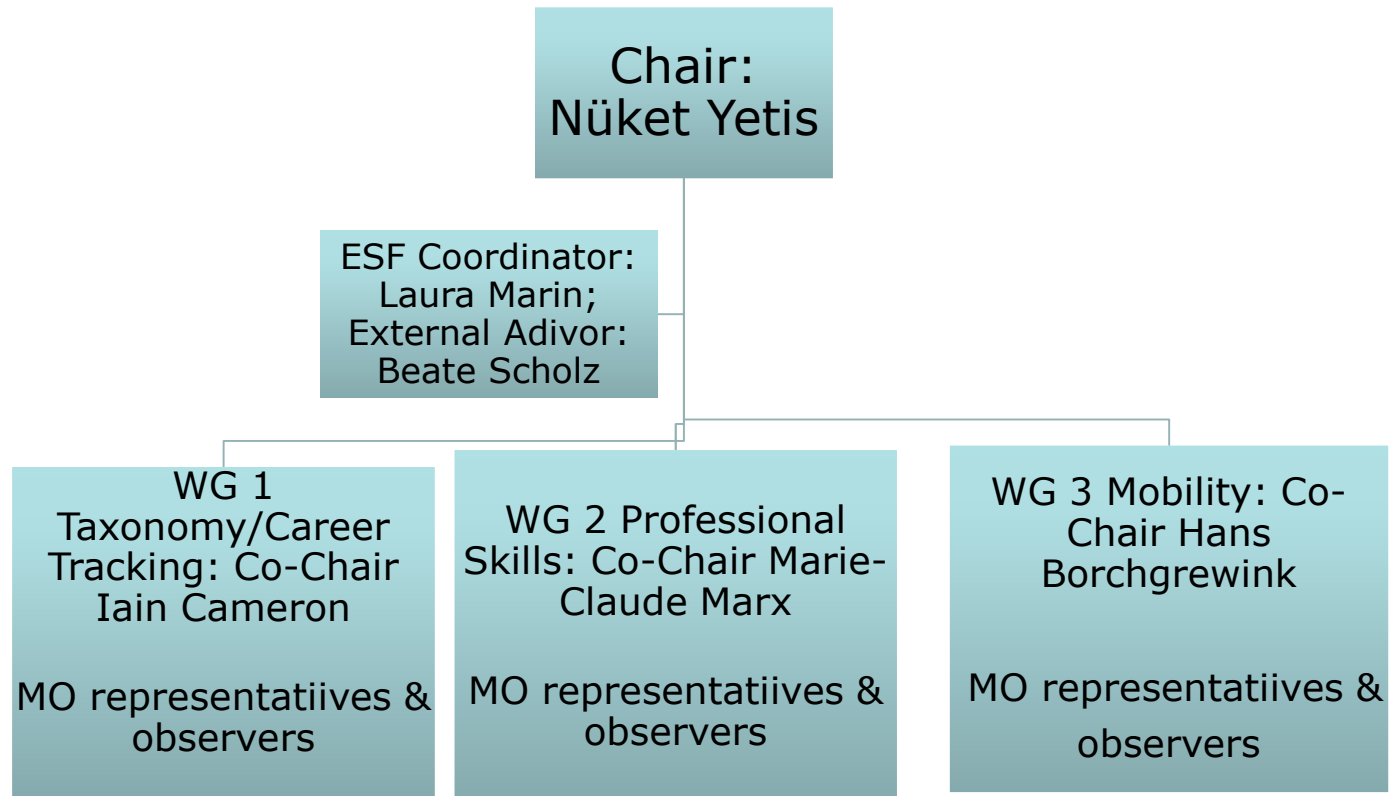 Chair:
Nüket Yetis
ESF Coordinator:
Laura Marin;
External Adivor:
Beate Scholz
WG 1
Taxonomy/Career
Tracking: Co-Chair
Iain Cameron
MO representatiives &
observers
WG 2 Professional
Skills: Co-Chair Marie-
Claude Marx
MO representatiives &
observers
WG 3 Mobility: Co-
Chair Hans
Borchgrewink
MO representatiives &
observers